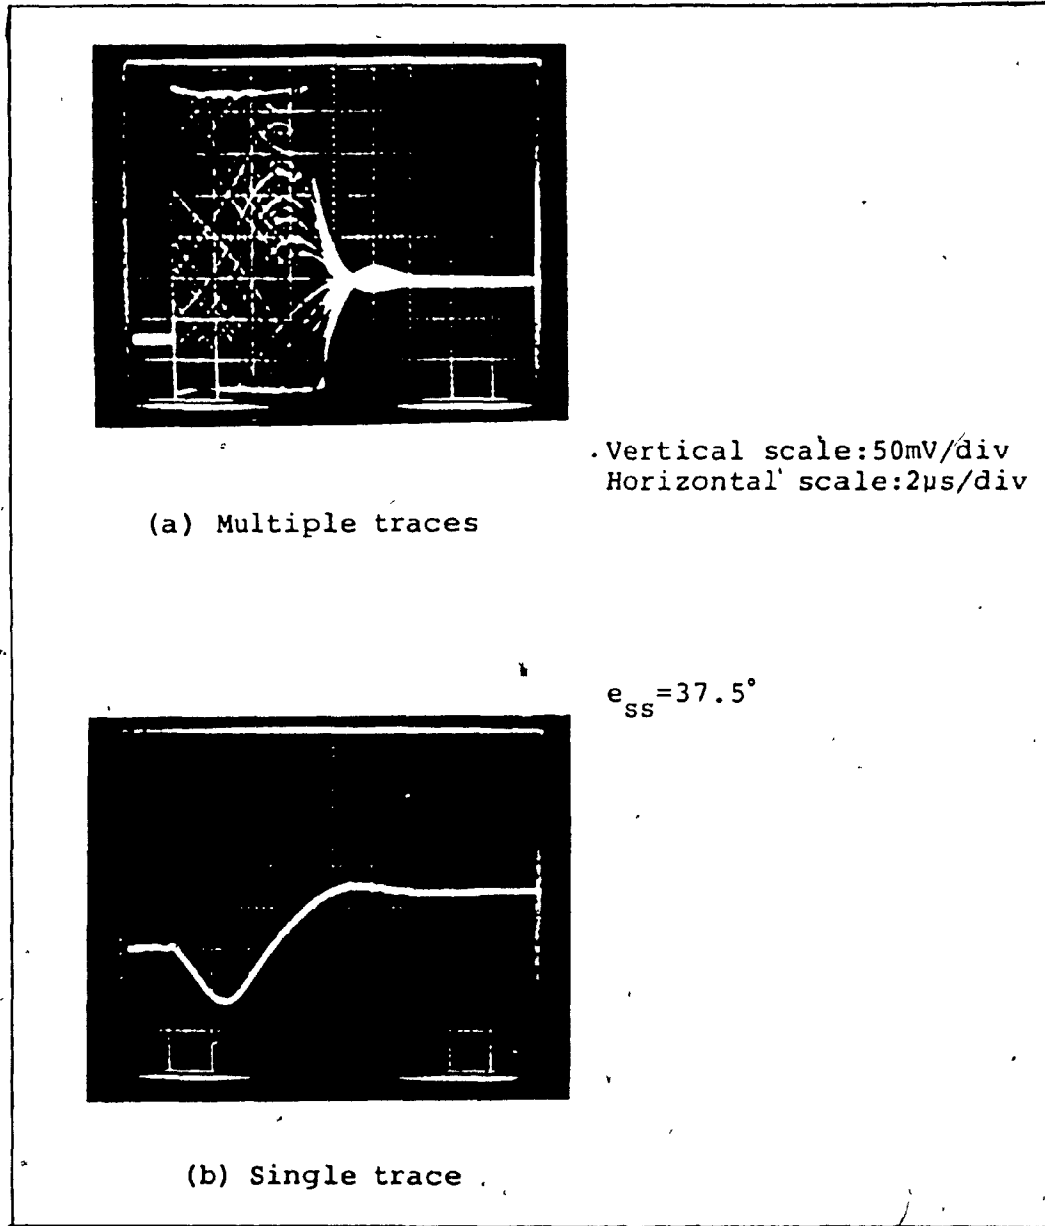 Vertical scale:50mV/div
Horizontal scale:2µs/div
(a) Multiple traces
e_ss=37.5°
(b) Single trace